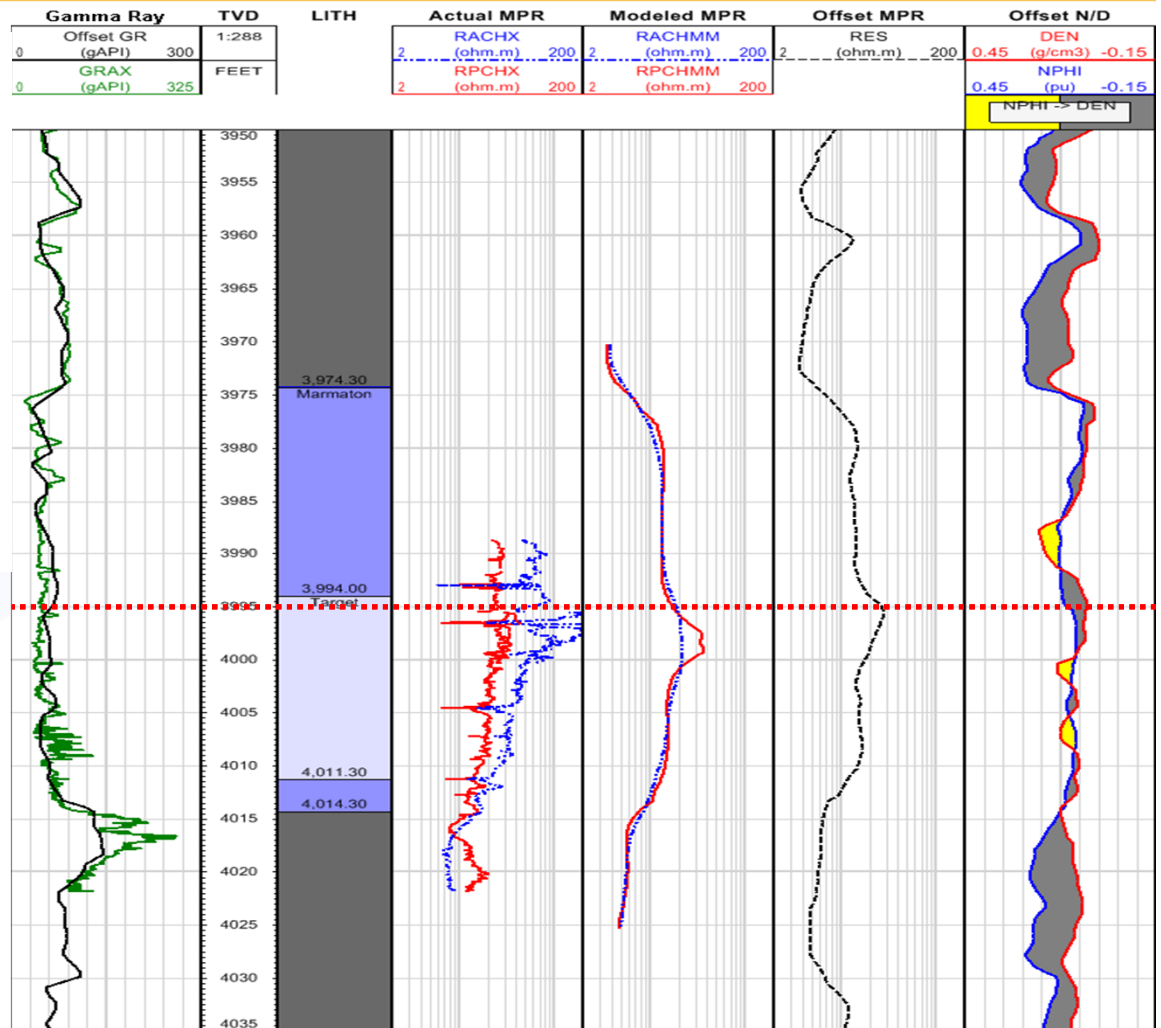 Gamma Ray TVD LITH Actual MPR Modeled MPR Offset MPR Offset N/D
Offset GR 1:288 RACHX RACHMM RES DEN
0 (gAPI) 300 2 (ohm.m) 200 2 (ohm.m) 200 2 (ohm.m) 200 0.45 (g/cm3) -0.15
GRAX FEET RPCHX RPCHMM NPHI
0 (gAPI) 325 2 (ohm.m) 200 2 (ohm.m) 200 0.45 (pu) -0.15
NPHI -> DEN
3950
3955
3960
3965
3970
3,974.30
3975 Marmaton
3980
3985
3990
3,994.00
3995 Target
4000
4005
4010
4,011.30
4,014.30
4015
4020
4025
4030
4035